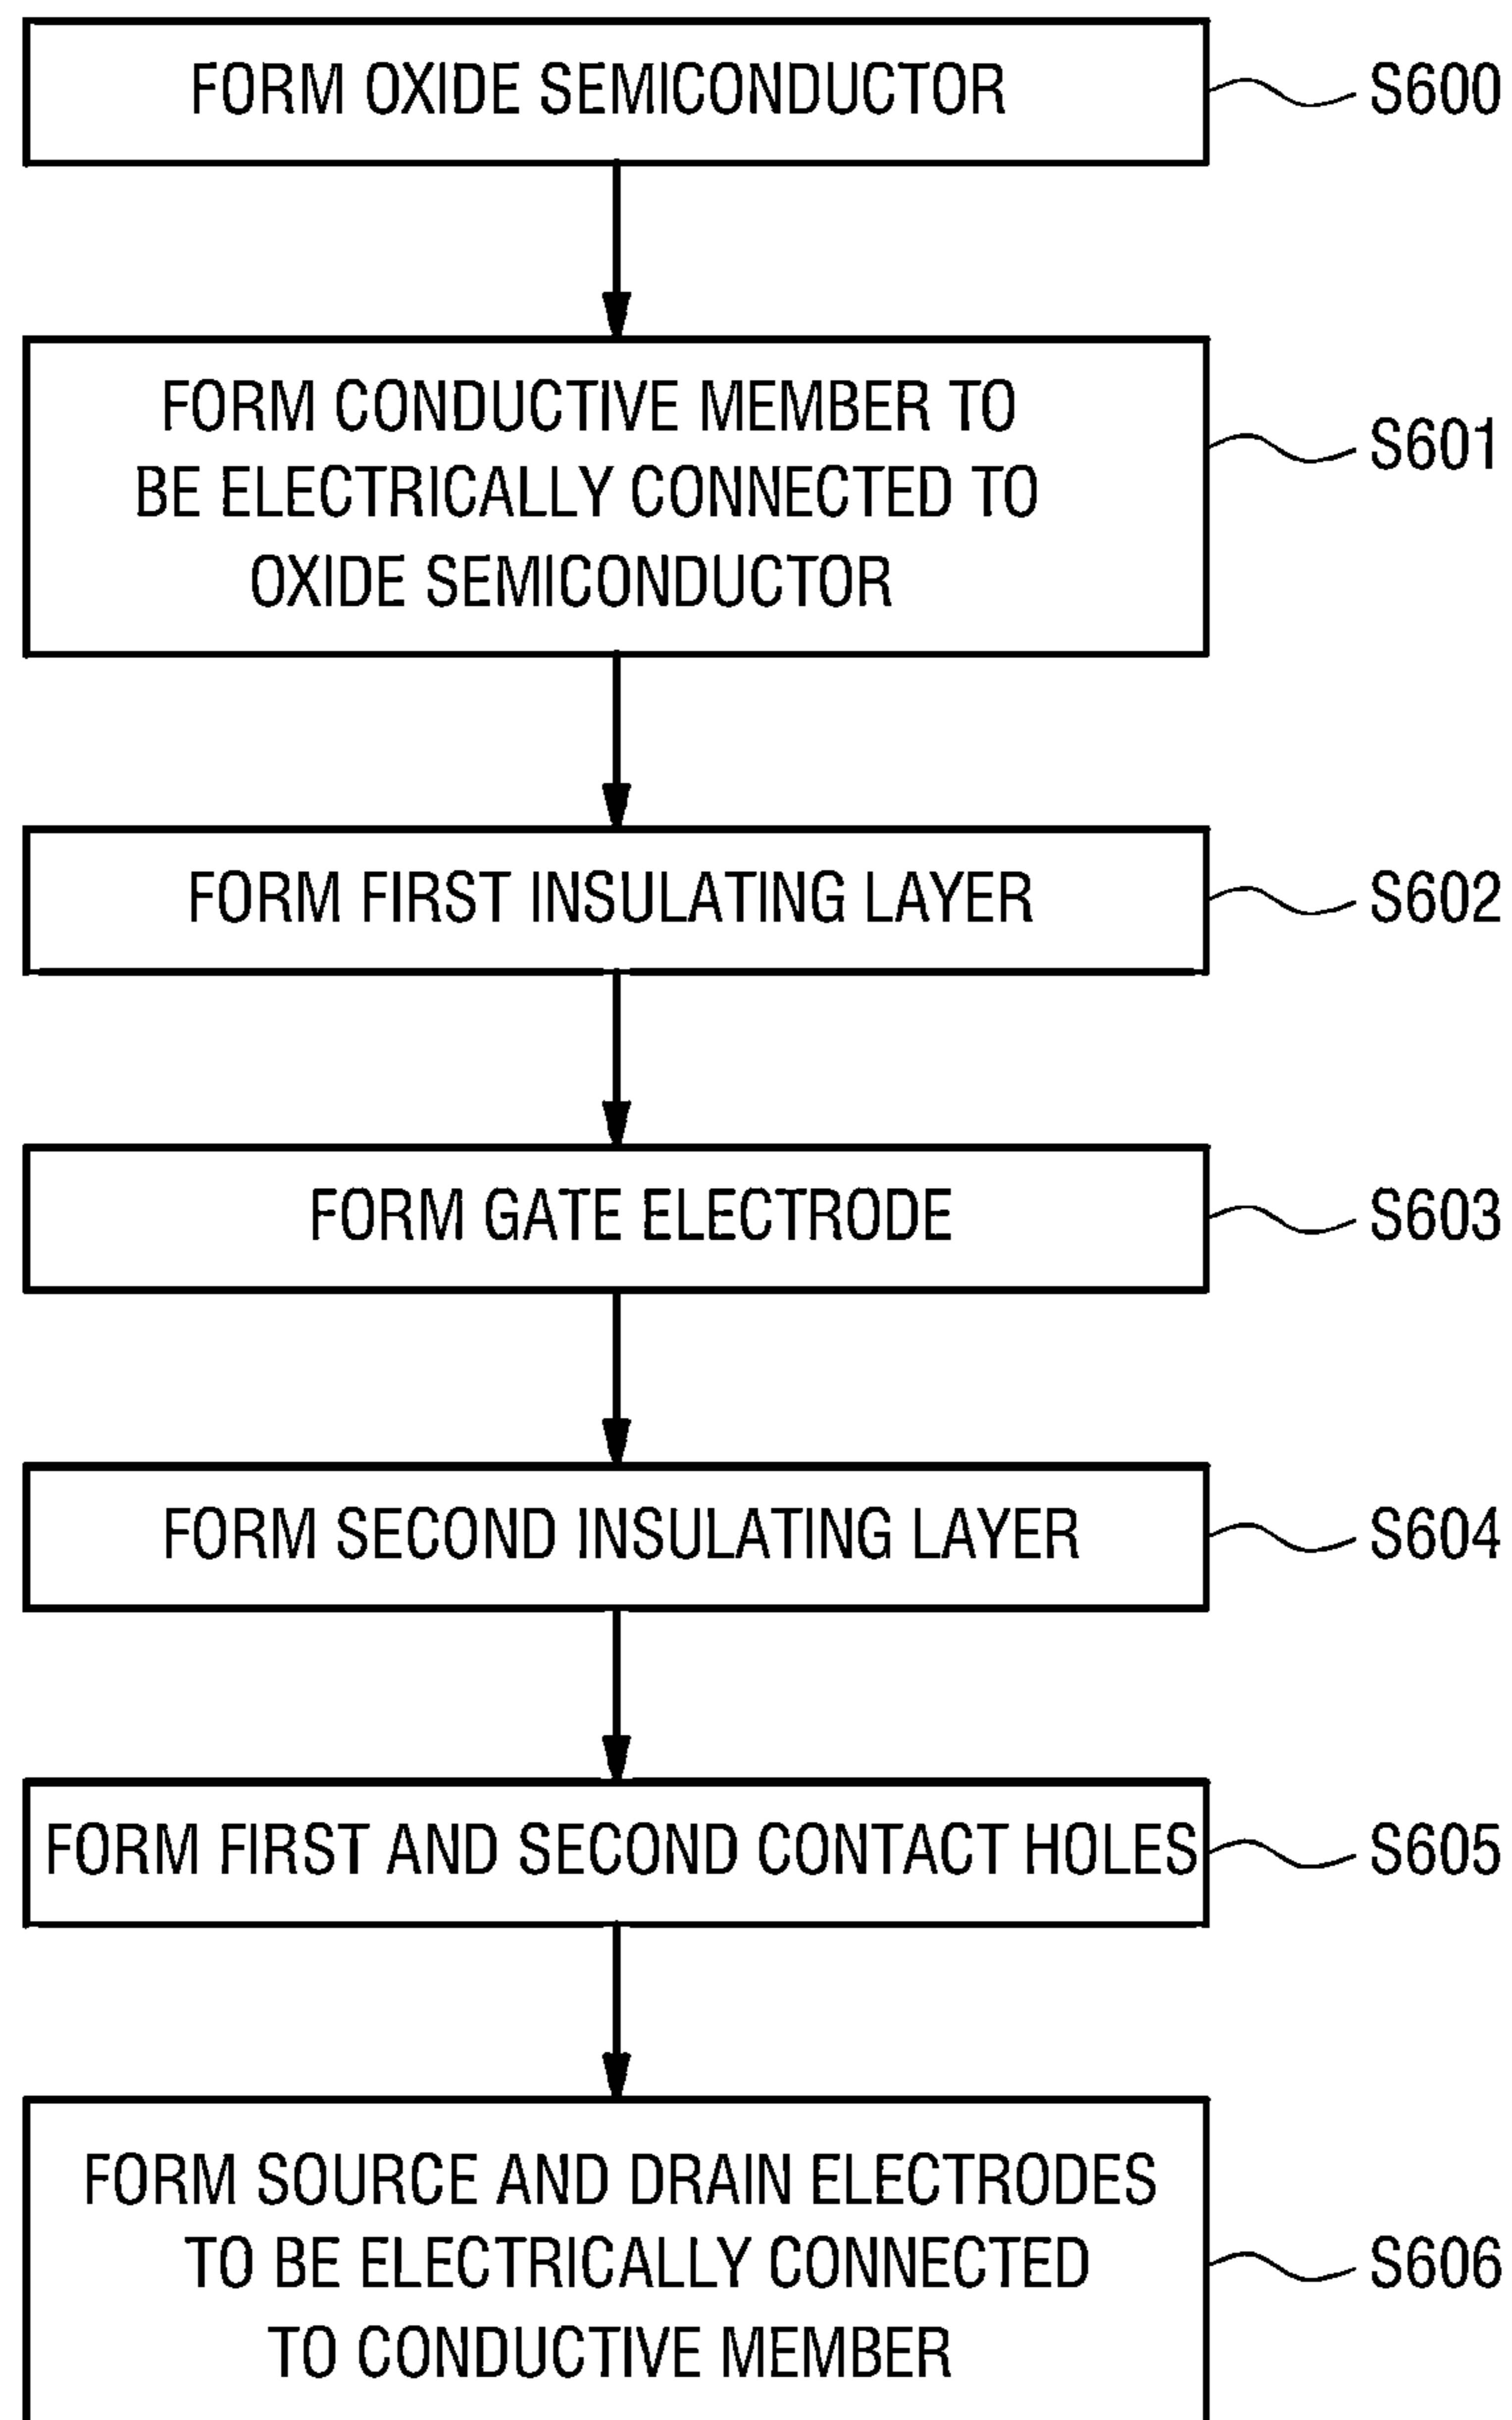 FORM OXIDE SEMICONDUCTOR
S600
FORM CONDUCTIVE MEMBER TO
BE ELECTRICALLY CONNECTED TO
OXIDE SEMICONDUCTOR
S601
FORM FIRST INSULATING LAYER
S602
FORM GATE ELECTRODE
S603
FORM SECOND INSULATING LAYER
S604
FORM FIRST AND SECOND CONTACT HOLES
S605
FORM SOURCE AND DRAIN ELECTRODES
TO BE ELECTRICALLY CONNECTED
TO CONDUCTIVE MEMBER
S606